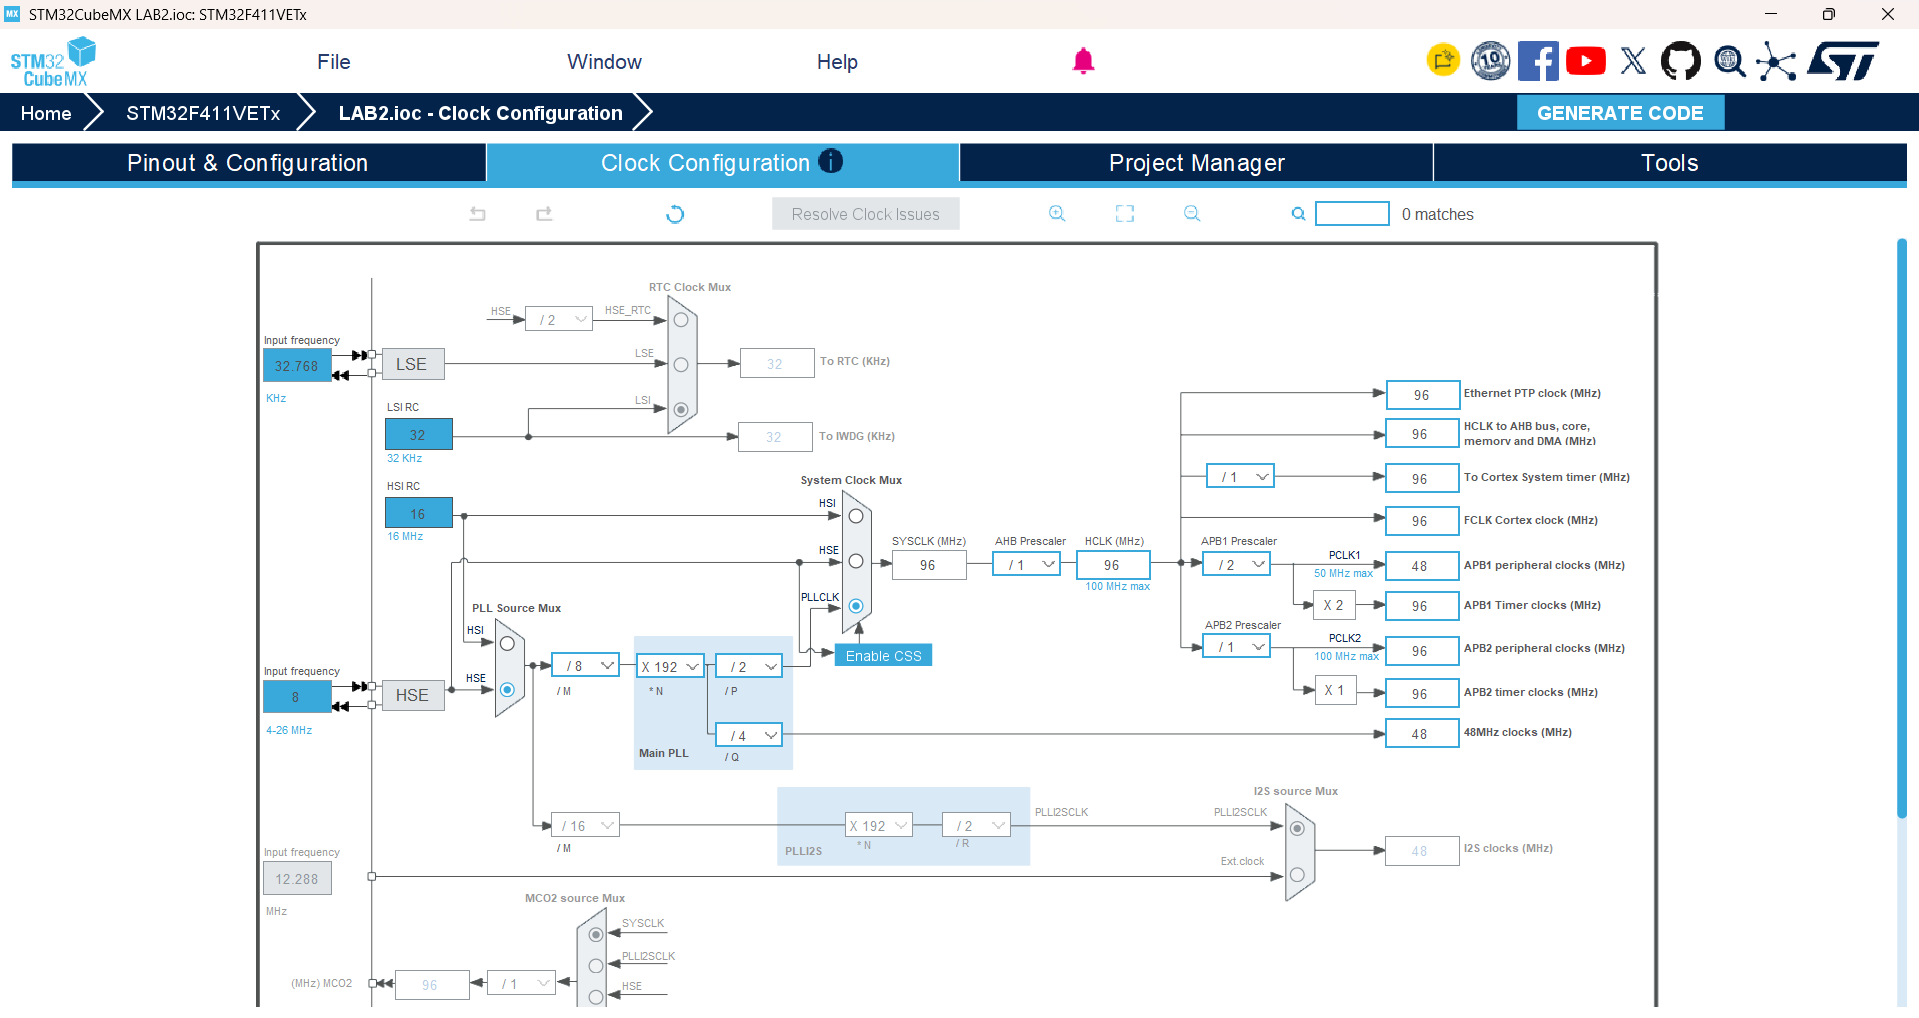 MX STM32CubeMX LAB2.ioc: STM32F411VETx
STM32
CubeMX
File Window Help
10
ST
Home STM32F411VETx LAB2.ioc - Clock Configuration GENERATE CODE
Pinout & Configuration Clock Configuration i Project Manager Tools
Resolve Clock Issues 0 matches
RTC Clock Mux
HSE / 2 HSE_RTC
Input frequency
32.768
KHz
LSE
LSE
32 To RTC (KHz)
LSI RC
32
32 KHz
LSI
32 To IWDG (KHz)
HSI RC
16
16 MHz
System Clock Mux
HSI
HSE
PLLCLK
Enable CSS
SYSCLK (MHz)
96
AHB Prescaler
/ 1
HCLK (MHz)
96
100 MHz max
96 Ethernet PTP clock (MHz)
96 HCLK to AHB bus, core,
memory and DMA (MHz)
/ 1 96 To Cortex System timer (MHz)
96 FCLK Cortex clock (MHz)
APB1 Prescaler
/ 2
PCLK1
50 MHz max
48 APB1 peripheral clocks (MHz)
X 2 96 APB1 Timer clocks (MHz)
APB2 Prescaler
/ 1
PCLK2
100 MHz max
96 APB2 peripheral clocks (MHz)
X 1 96 APB2 timer clocks (MHz)
PLL Source Mux
HSI
HSE
Input frequency
8
4-26 MHz
HSE
/ 8
/ M
X 192
* N
/ 2
/ P
/ 4
/ Q
Main PLL
48 48MHz clocks (MHz)
/ 16
/ M
X 192
* N
/ 2
/ R
PLLI2S
PLLI2SCLK
I2S source Mux
PLLI2SCLK
Ext.clock
48 I2S clocks (MHz)
Input frequency
12.288
MHz
MCO2 source Mux
SYSCLK
PLLI2SCLK
HSE
(MHz) MCO2 96 / 1